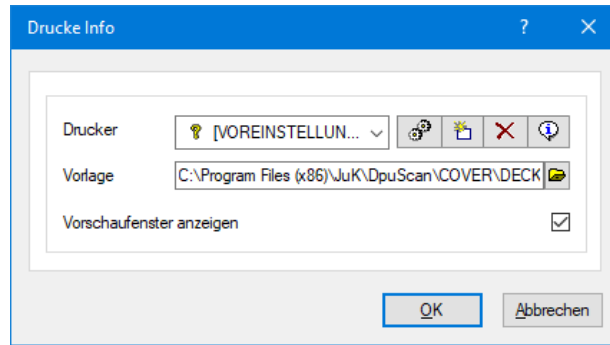 Drucke Info
Drucker [VOREINSTELLUN...
Vorlage C:\Program Files (x86)\JuK\DpuScan\COVER\DECK
Vorschaufenster anzeigen
OK Abbrechen